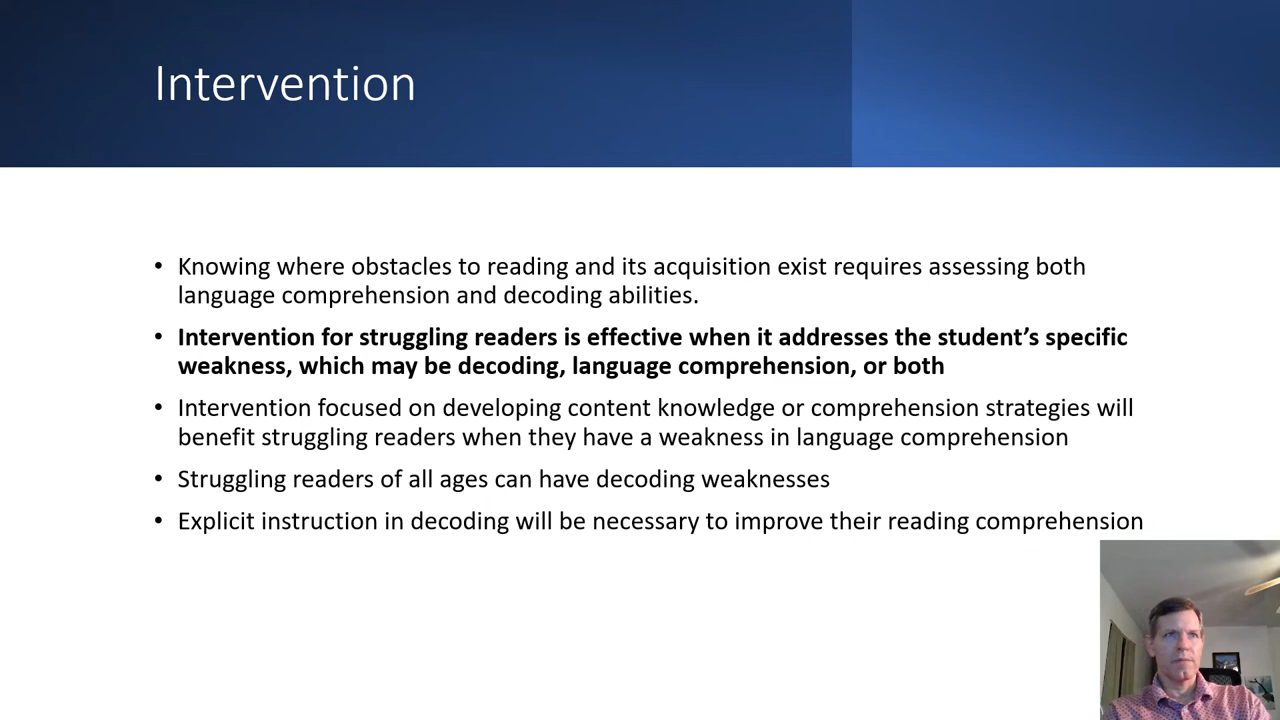 Intervention
• Knowing where obstacles to reading and its acquisition exist requires assessing both
language comprehension and decoding abilities.
• Intervention for struggling readers is effective when it addresses the student’s specific
weakness, which may be decoding, language comprehension, or both
• Intervention focused on developing content knowledge or comprehension strategies will
benefit struggling readers when they have a weakness in language comprehension
• Struggling readers of all ages can have decoding weaknesses
• Explicit instruction in decoding will be necessary to improve their reading comprehension